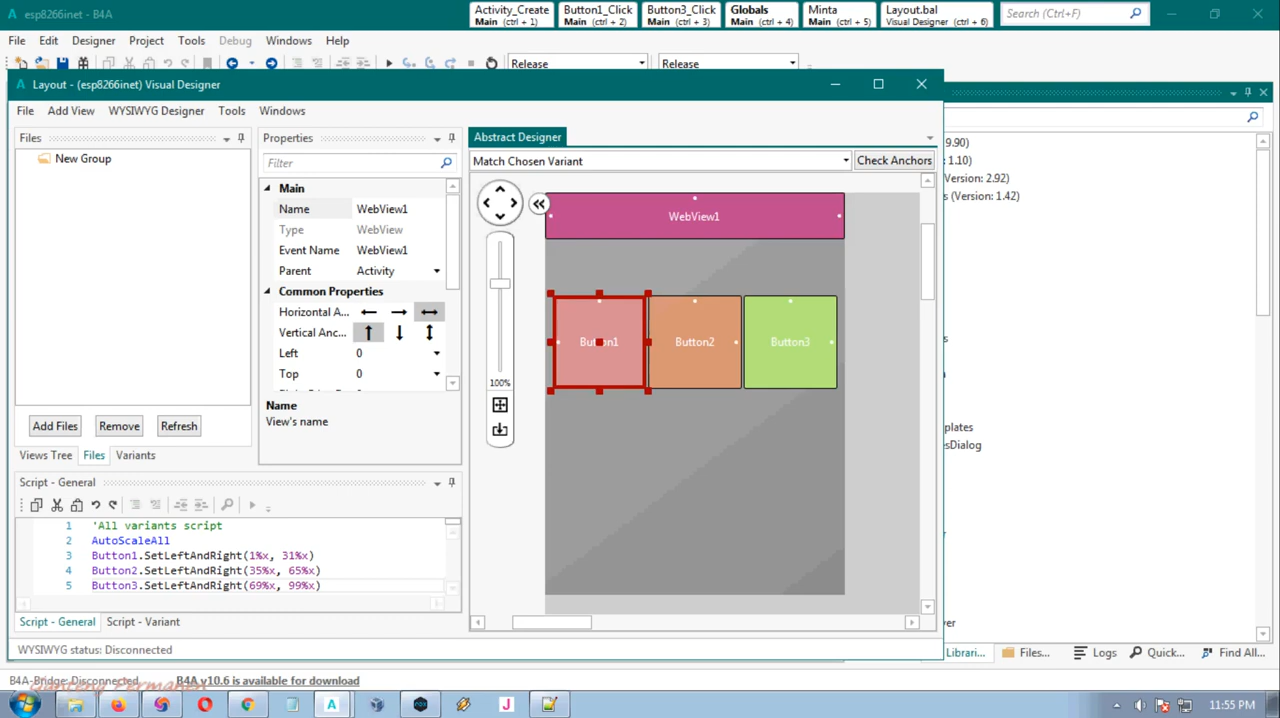 esp8266inet - B4A
Activity_Create
Main (ctrl + 1)
Button1_Click
Main (ctrl + 2)
Button3_Click
Main (ctrl + 3)
Globals
Main (ctrl + 4)
Minta
Main (ctrl + 5)
Layout.bal
Visual Designer (ctrl + 6)
Search (Ctrl+F)
File Edit Designer Project Tools Debug Windows Help
Release Release
Layout - (esp8266inet) Visual Designer
File Add View WYSIWYG Designer Tools Windows
Files
New Group
Add Files Remove Refresh
Views Tree Files Variants
Properties
Filter
Main
Name WebView1
Type WebView
Event Name WebView1
Parent Activity
Common Properties
Horizontal A...
Vertical Anc...
Left 0
Top 0
Name
View's name
Script - General
1 'All variants script
2 AutoScaleAll
3 Button1.SetLeftAndRight(1%x, 31%x)
4 Button2.SetLeftAndRight(35%x, 65%x)
5 Button3.SetLeftAndRight(69%x, 99%x)
Script - General Script - Variant
WYSIWYG status: Disconnected
Abstract Designer
Match Chosen Variant Check Anchors
100%
WebView1
Button1 Button2 Button3
9.90)
1.10)
(Version: 2.92)
s (Version: 1.42)
plates
esDialog
er
Librari... Files... Logs Quick... Find All...
B4A-Bridge: Disconnected B4A v10.6 is available for download
11:55 PM